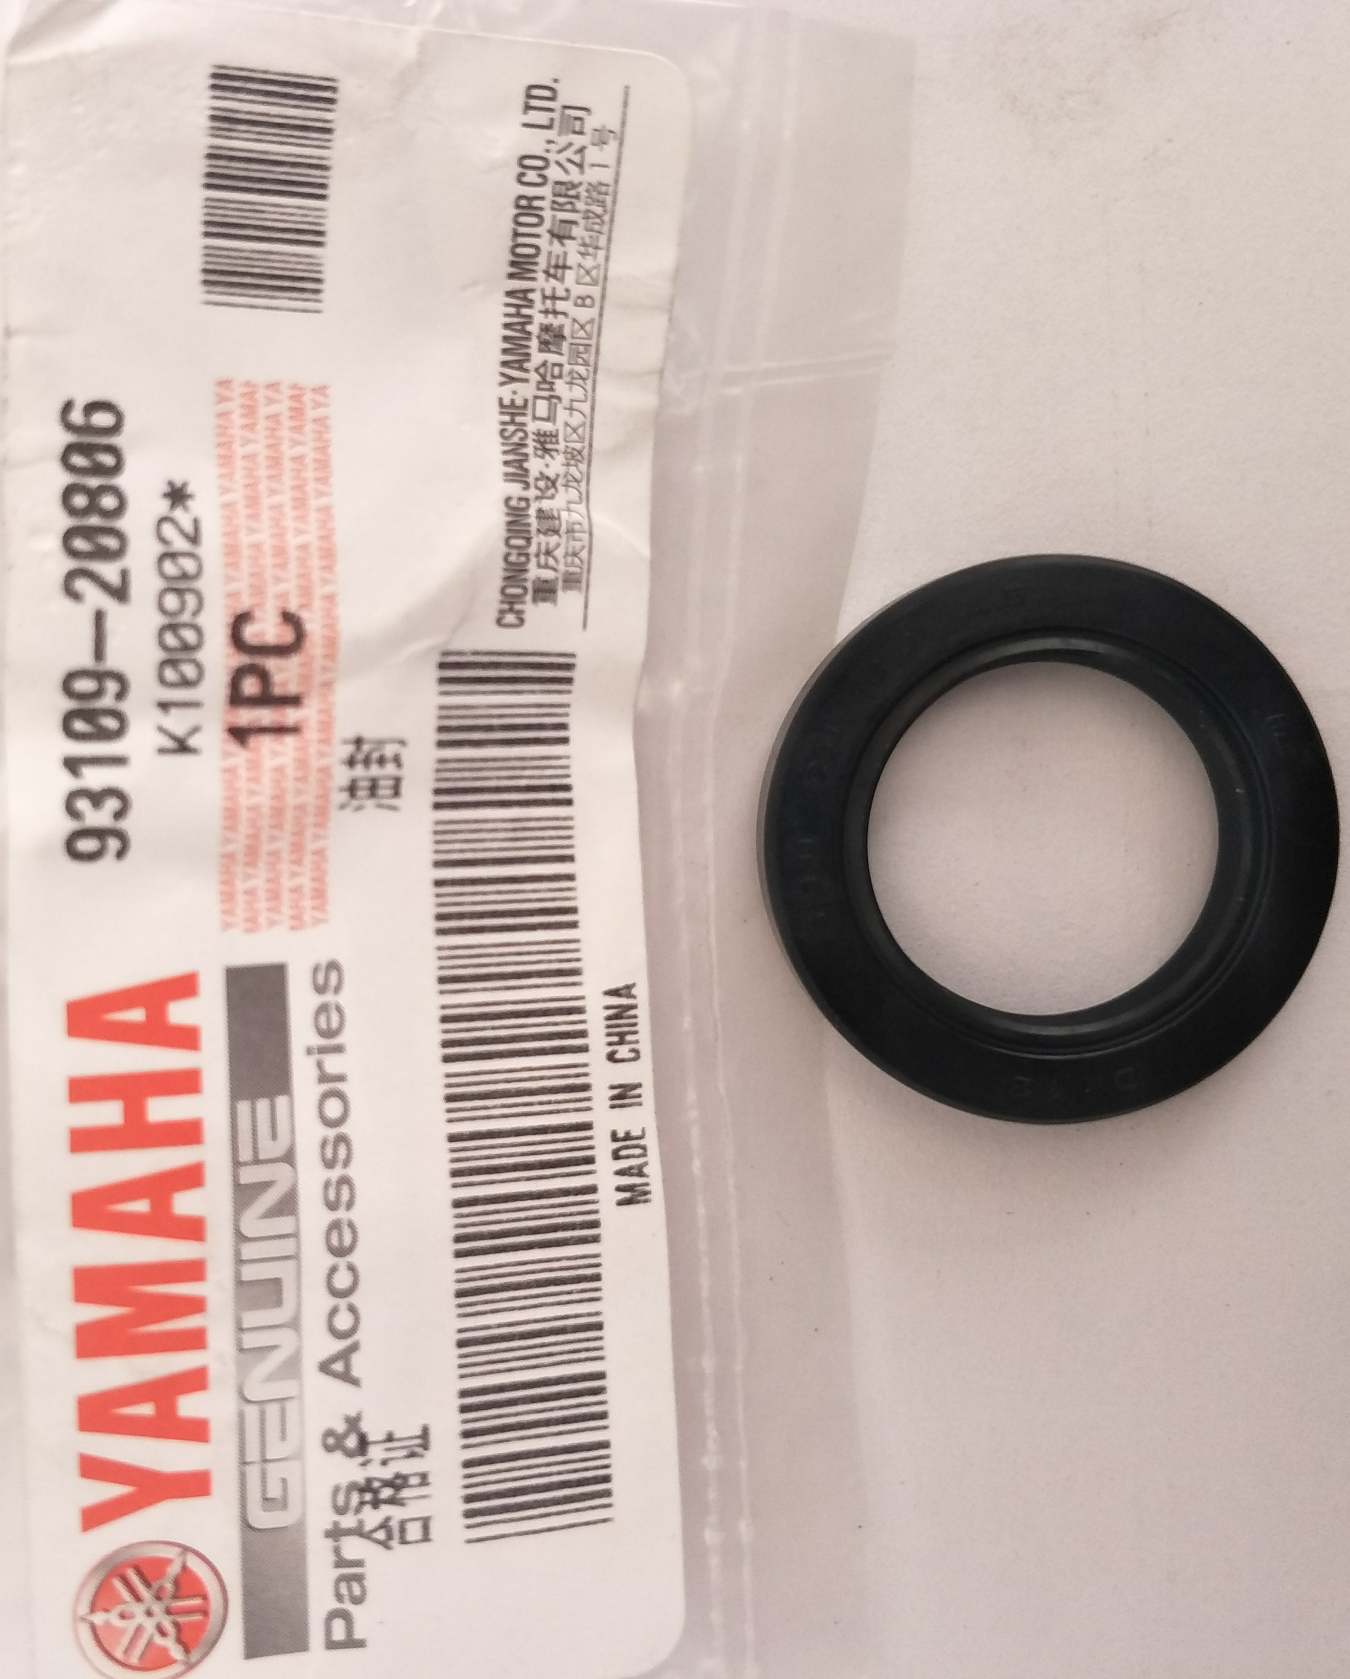 YAMAHA
93109-20806
K100902*
GENUINE
1PC
Parts & Accessories
油封
合格证
CHONGQING JIANSHE·YAMAHA MOTOR CO., LTD.
重庆建设·雅马哈摩托车有限公司
重庆市九龙坡区九龙园区B区华成路1号
MADE IN CHINA